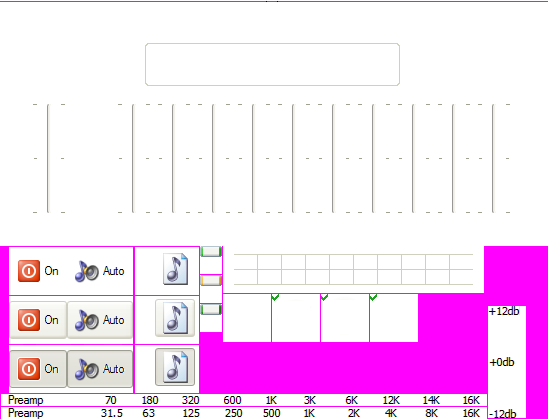 On Auto
On Auto
+12db
+0db
On Auto
Preamp 70 180 320 600 1K 3K 6K 12K 14K 16K
Preamp 31.5 63 125 250 500 1K 2K 4K 8K 16K
-12db